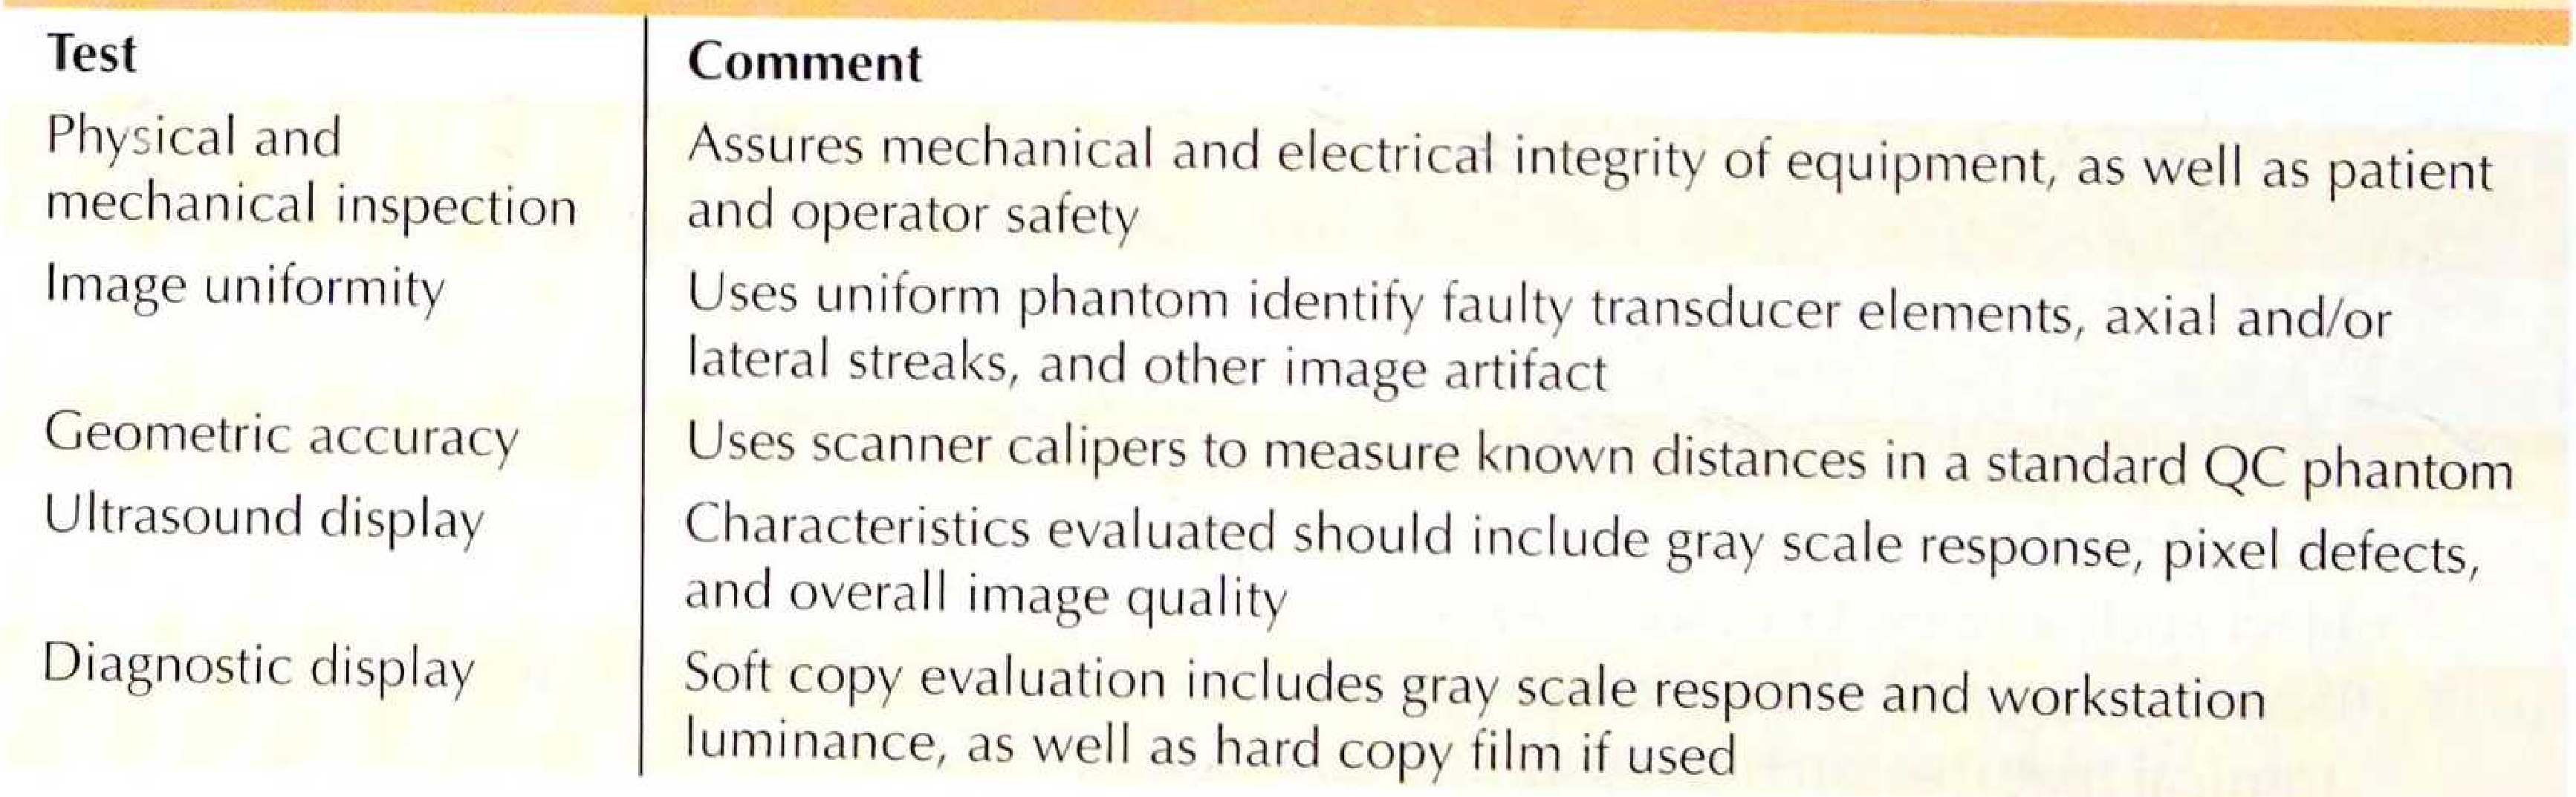 Test
Comment
Physical and
mechanical inspection
Assures mechanical and electrical integrity of equipment, as well as patient
and operator safety
Image uniformity
Uses uniform phantom identify faulty transducer elements, axial and/or
lateral streaks, and other image artifact
Geometric accuracy
Uses scanner calipers to measure known distances in a standard QC phantom
Ultrasound display
Characteristics evaluated should include gray scale response, pixel defects,
and overall image quality
Diagnostic display
Soft copy evaluation includes gray scale response and workstation
luminance, as well as hard copy film if used